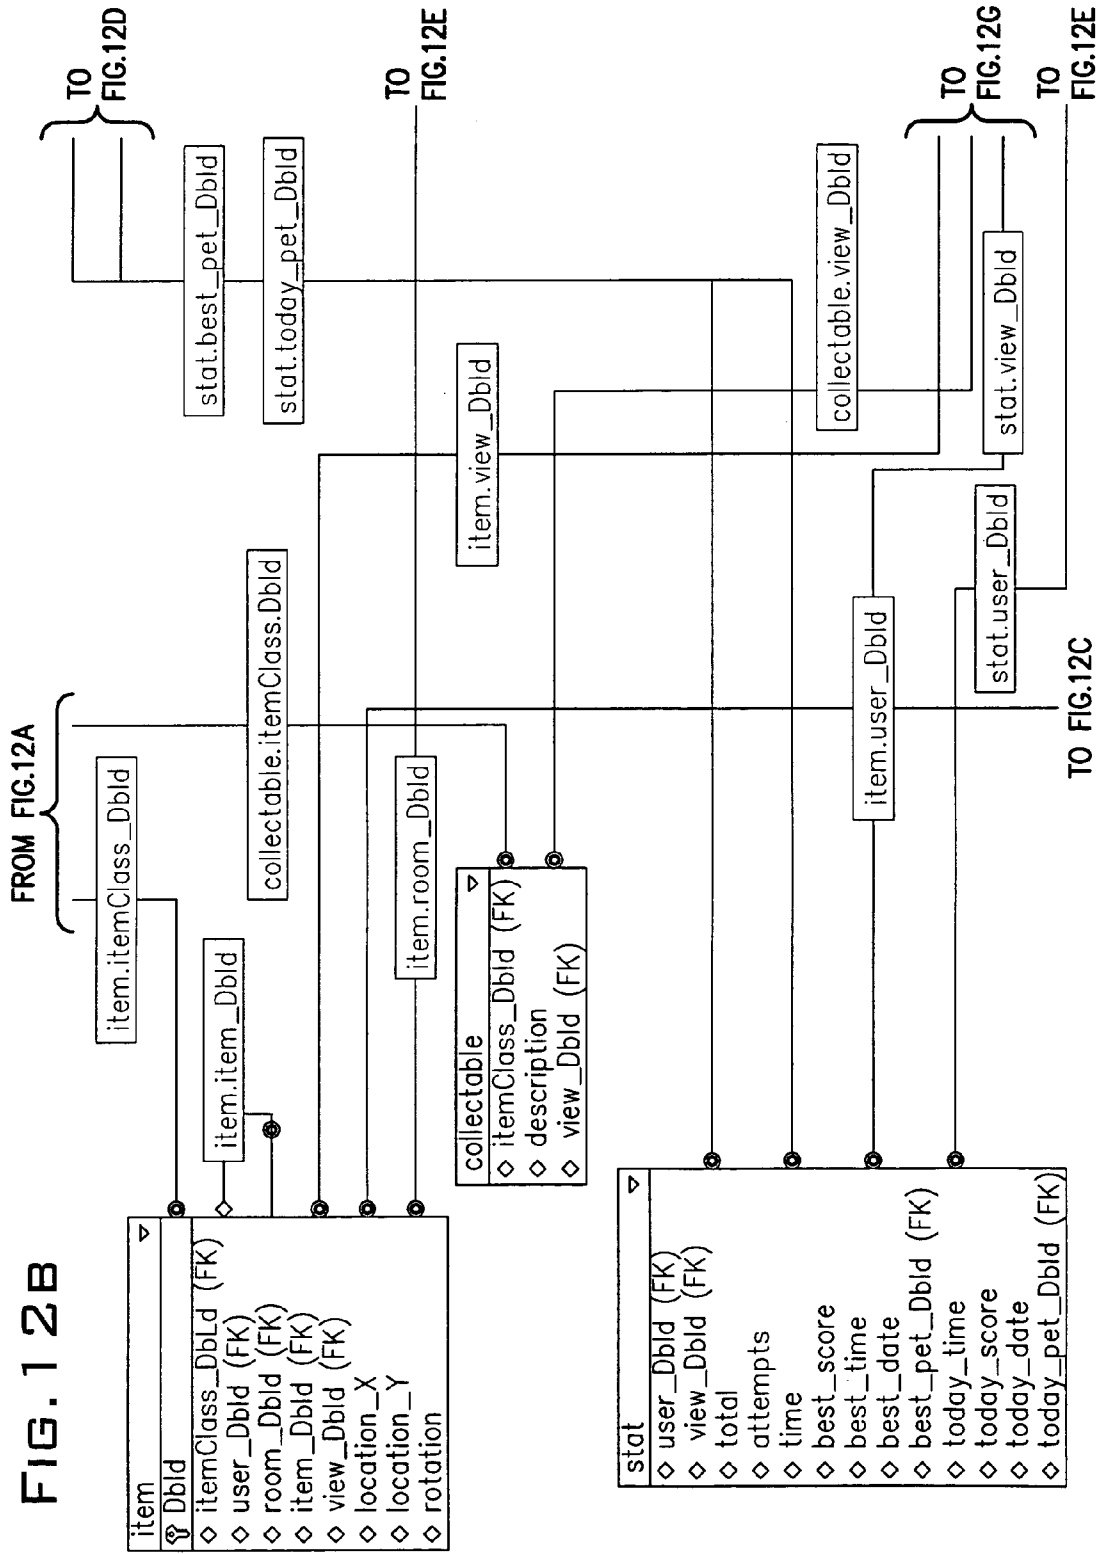 FIG.12B
FROM FIG.12A
TO
FIG.12D
item.itemClass_DbId
stat.best_pet_DbId
item.item_DbId
collectable.itemClass.DbId
stat.today_pet_DbId
item
DbId
itemClass_DbLd (FK)
user_DbId (FK)
room_DbId (FK)
item_DbId (FK)
view_DbId (FK)
location_X
location_Y
rotation
item.room_DbId
TO
FIG.12E
item.view_DbId
collectable
itemClass_DbId (FK)
description
view_DbId (FK)
collectable.view_DbId
item.user_DbId
TO
FIG.12G
stat.view_DbId
stat.user_DbId
TO
FIG.12E
TO FIG.12C
stat
user_DbId (FK)
view_DbId (FK)
total
attempts
time
best_score
best_time
best_date
best_pet_DbId (FK)
today_time
today_score
today_date
today_pet_DbId (FK)